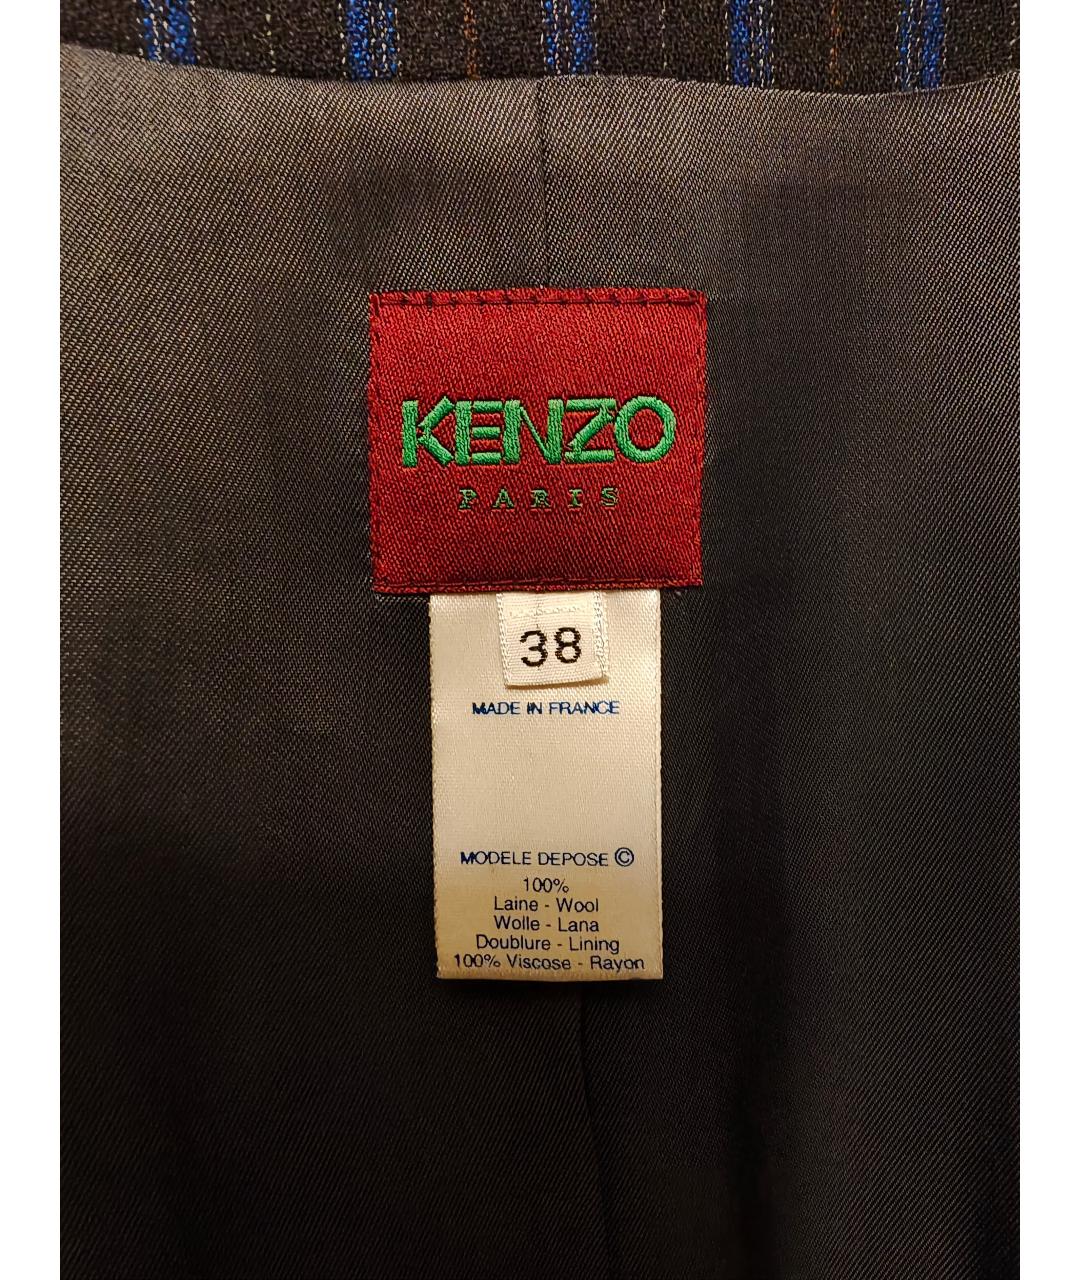 KENZO
PARIS
38
MADE IN FRANCE
MODELE DEPOSE ©
100%
Laine - Wool
Wolle - Lana
Doublure - Lining
100% Viscose - Rayon